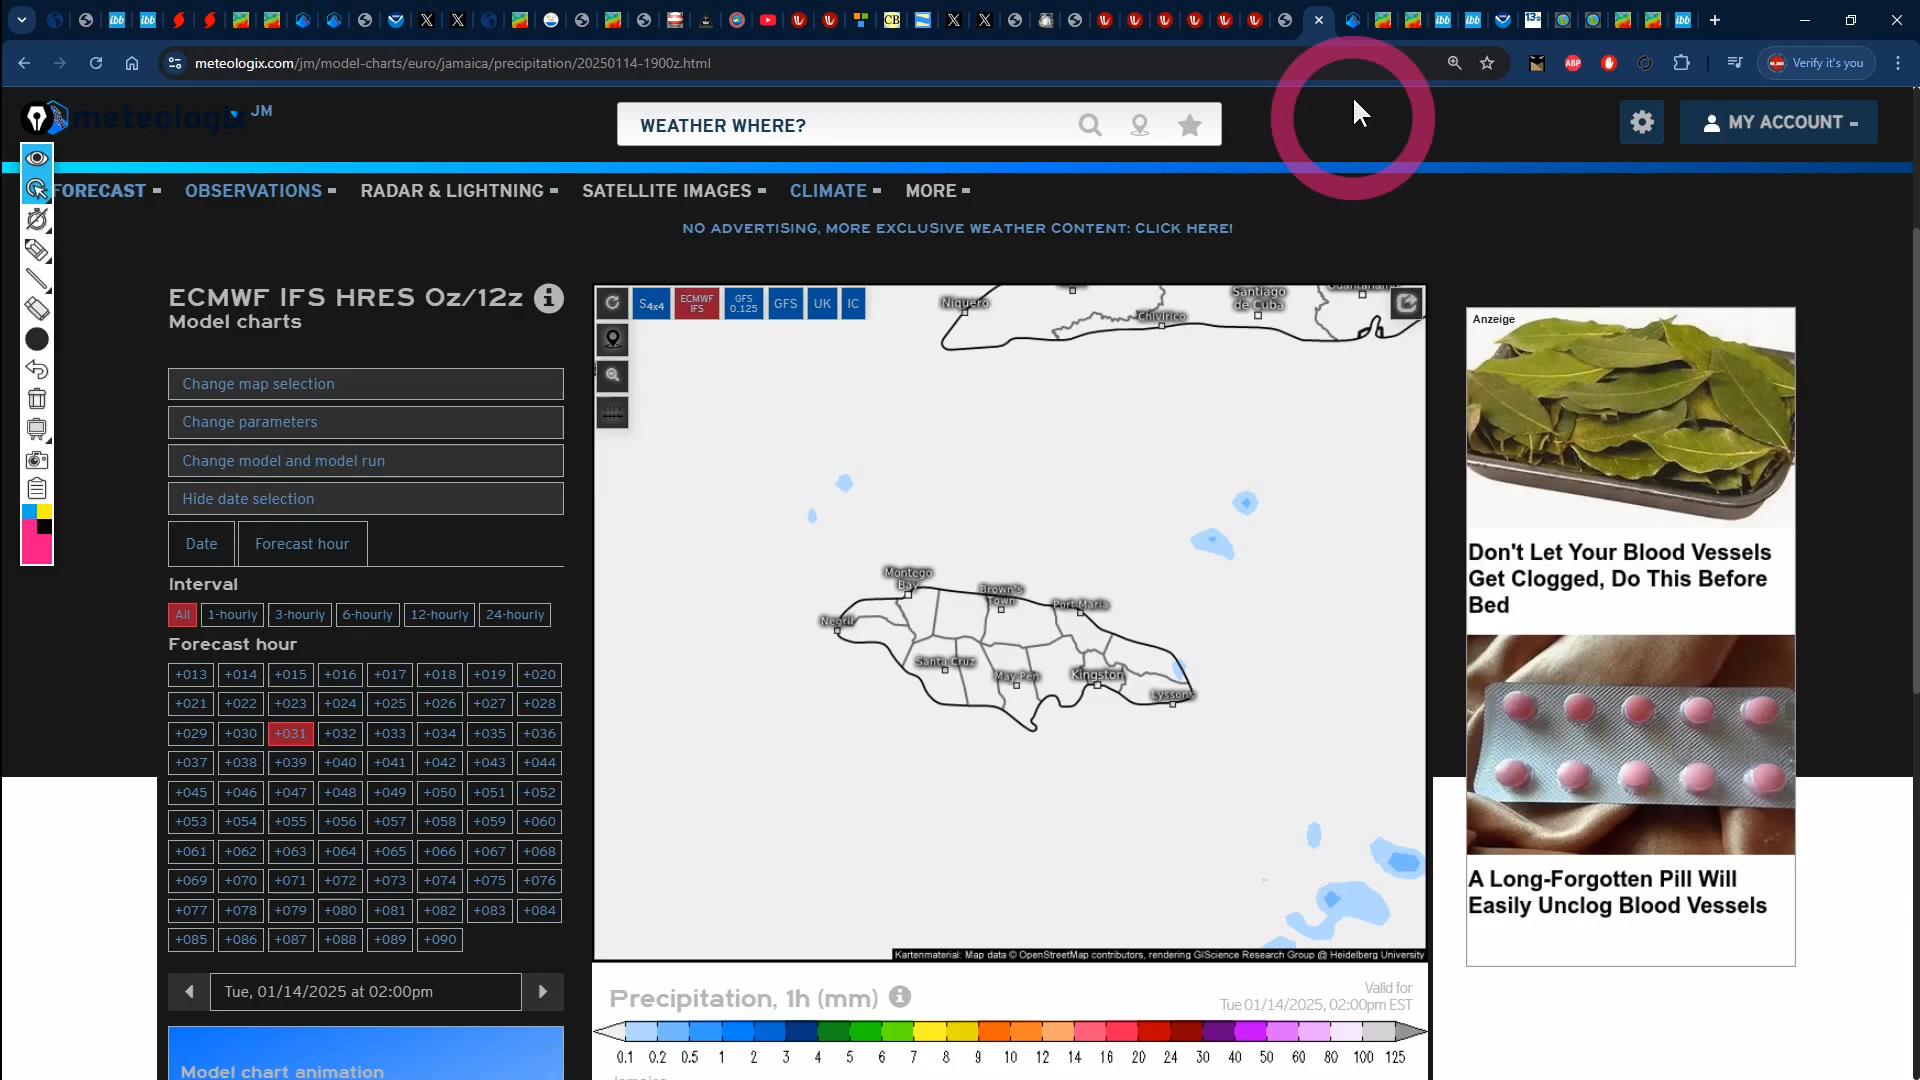 meteologix.com/jm/model-charts/euro/jamaica/precipitation/20250114-1900z.html
Verify it's you
meteologix JM
WEATHER WHERE?
MY ACCOUNT
FORECAST
OBSERVATIONS
RADAR & LIGHTNING
SATELLITE IMAGES
CLIMATE
MORE
NO ADVERTISING, MORE EXCLUSIVE WEATHER CONTENT: CLICK HERE!
ECMWF IFS HRES 0z/12z
Model charts
Change map selection
Change parameters
Change model and model run
Hide date selection
Date
Forecast hour
Interval
All 1-hourly 3-hourly 6-hourly 12-hourly 24-hourly
Forecast hour
+013 +014 +015 +016 +017 +018 +019 +020
+021 +022 +023 +024 +025 +026 +027 +028
+029 +030 +031 +032 +033 +034 +035 +036
+037 +038 +039 +040 +041 +042 +043 +044
+045 +046 +047 +048 +049 +050 +051 +052
+053 +054 +055 +056 +057 +058 +059 +060
+061 +062 +063 +064 +065 +066 +067 +068
+069 +070 +071 +072 +073 +074 +075 +076
+077 +078 +079 +080 +081 +082 +083 +084
+085 +086 +087 +088 +089 +090
Tue, 01/14/2025 at 02:00pm
Model chart animation
S4x4
ECMWF IFS
GFS 0.125
GFS
UK
IC
CITY
Niquero
Chivirico
Santiago
de Cuba
Guantanamo
Montego
Bay
Brown's
Town
Port Maria
Negril
Santa Cruz
May Pen
Kingston
Lyssons
Kartenmaterial: Map data © OpenStreetMap contributors, rendering GIScience Research Group @ Heidelberg University
Precipitation, 1h (mm)
Valid for
Tue 01/14/2025, 02:00pm EST
0.1 0.2 0.5 1 2 3 4 5 6 7 8 9 10 12 14 16 20 24 30 40 50 60 80 100 125
Anzeige
Don't Let Your Blood Vessels
Get Clogged, Do This Before
Bed
A Long-Forgotten Pill Will
Easily Unclog Blood Vessels
ABP